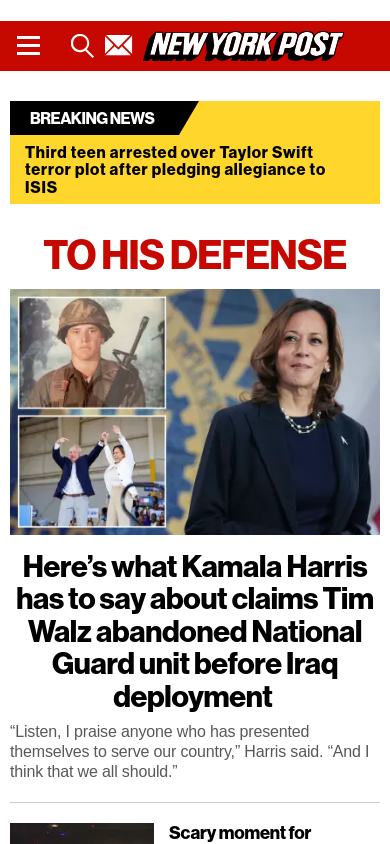 NEW YORK POST
BREAKING NEWS
Third teen arrested over Taylor Swift
terror plot after pledging allegiance to
ISIS
TO HIS DEFENSE
Here’s what Kamala Harris
has to say about claims Tim
Walz abandoned National
Guard unit before Iraq
deployment
“Listen, I praise anyone who has presented
themselves to serve our country,” Harris said. “And I
think that we all should.”
Scary moment for